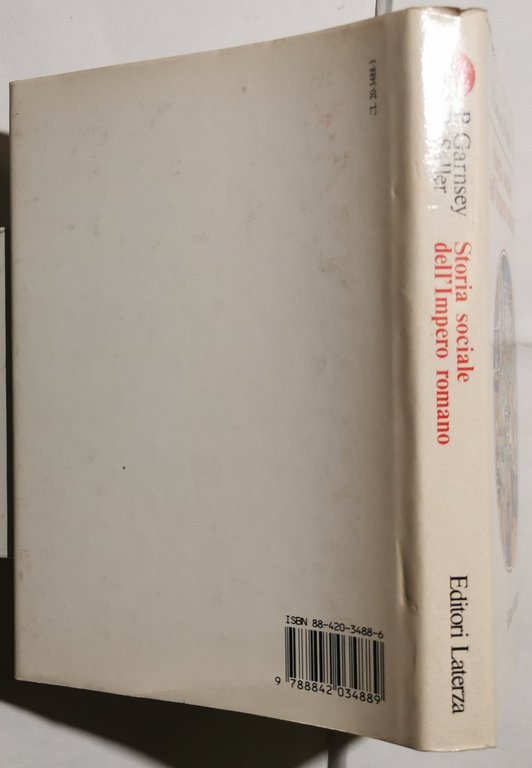 P. Garnsey
Saller
Storia sociale
dell'Impero romano
Editori Laterza
CL 20-3488-3
ISBN 88-420-3488-6
9 788842 034889